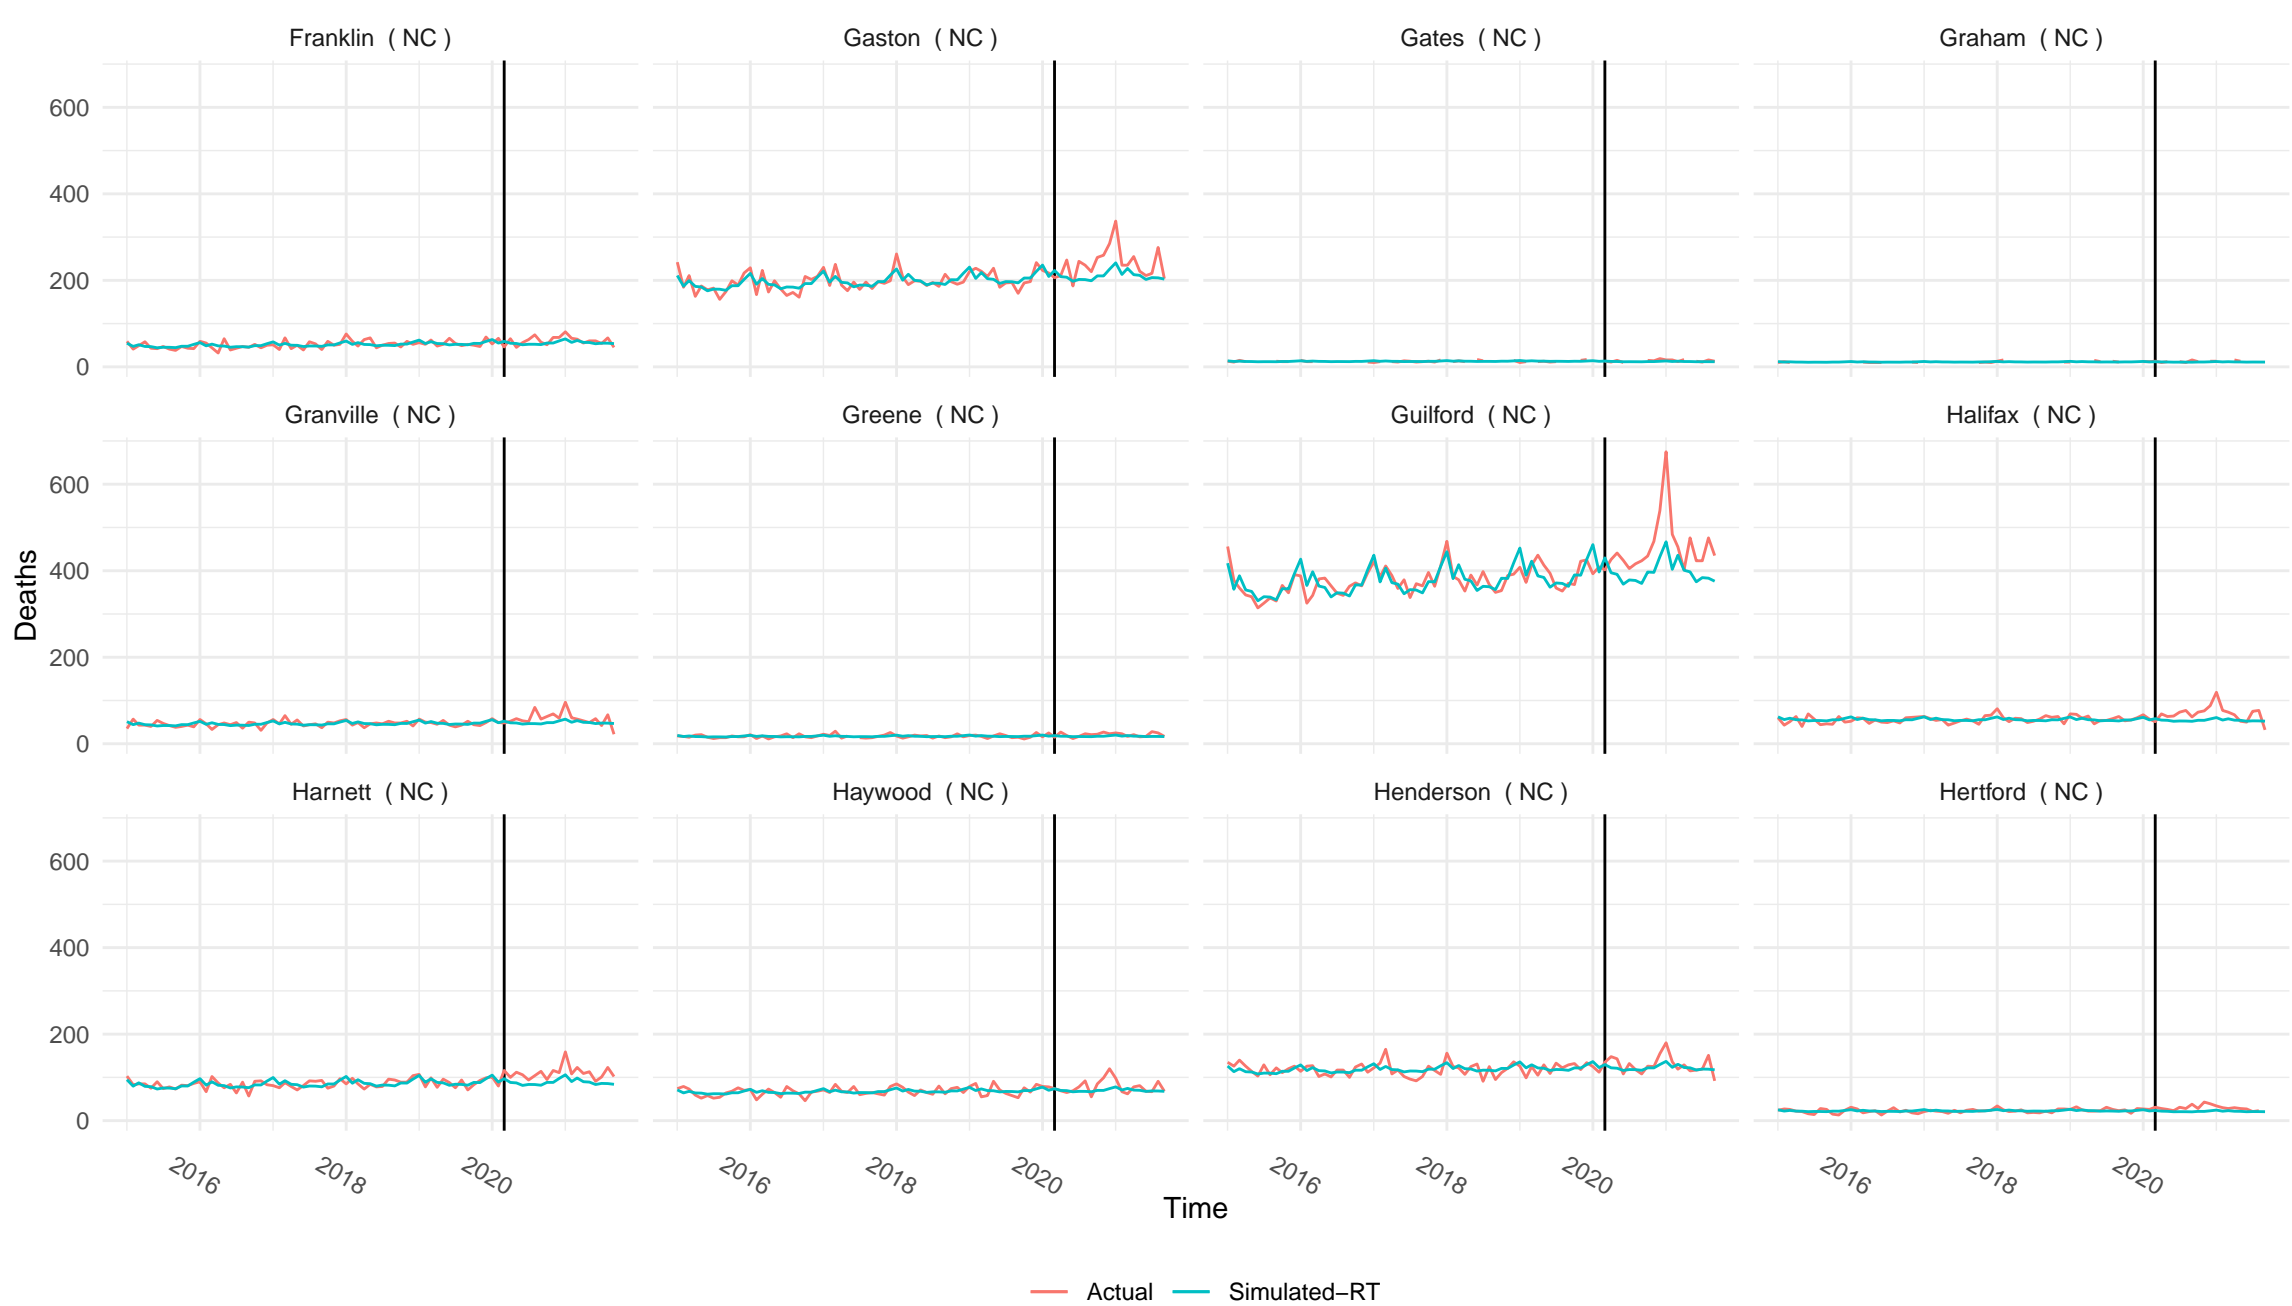 Franklin ( NC ) Gaston ( NC ) Gates ( NC ) Graham ( NC )
600
400
200
0
Granville ( NC ) Greene ( NC ) Guilford ( NC ) Halifax ( NC )
600
400
200
0
Harnett ( NC ) Haywood ( NC ) Henderson ( NC ) Hertford ( NC )
600
400
200
0
Deaths
2016 2018 2020 2016 2018 2020 2016 2018 2020 2016 2018 2020
Time
Actual Simulated−RT